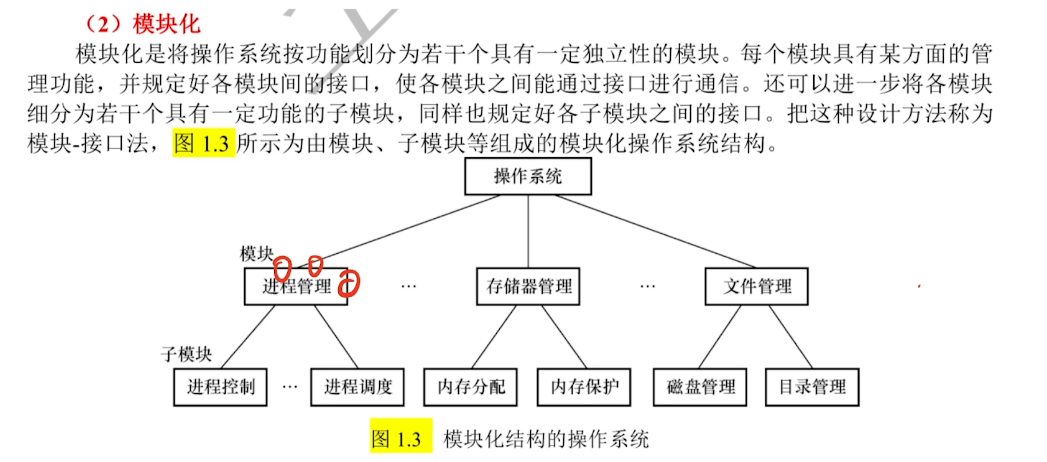 （2）模块化
模块化是将操作系统按功能划分为若干个具有一定独立性的模块。每个模块具有某方面的管
理功能，并规定好各模块间的接口，使各模块之间能通过接口进行通信。还可以进一步将各模块
细分为若干个具有一定功能的子模块，同样也规定好各子模块之间的接口。把这种设计方法称为
模块-接口法，图 1.3 所示为由模块、子模块等组成的模块化操作系统结构。
操作系统
模块
进程管理 … 存储器管理 … 文件管理
子模块
进程控制 … 进程调度 内存分配 内存保护 磁盘管理 目录管理
图 1.3 模块化结构的操作系统